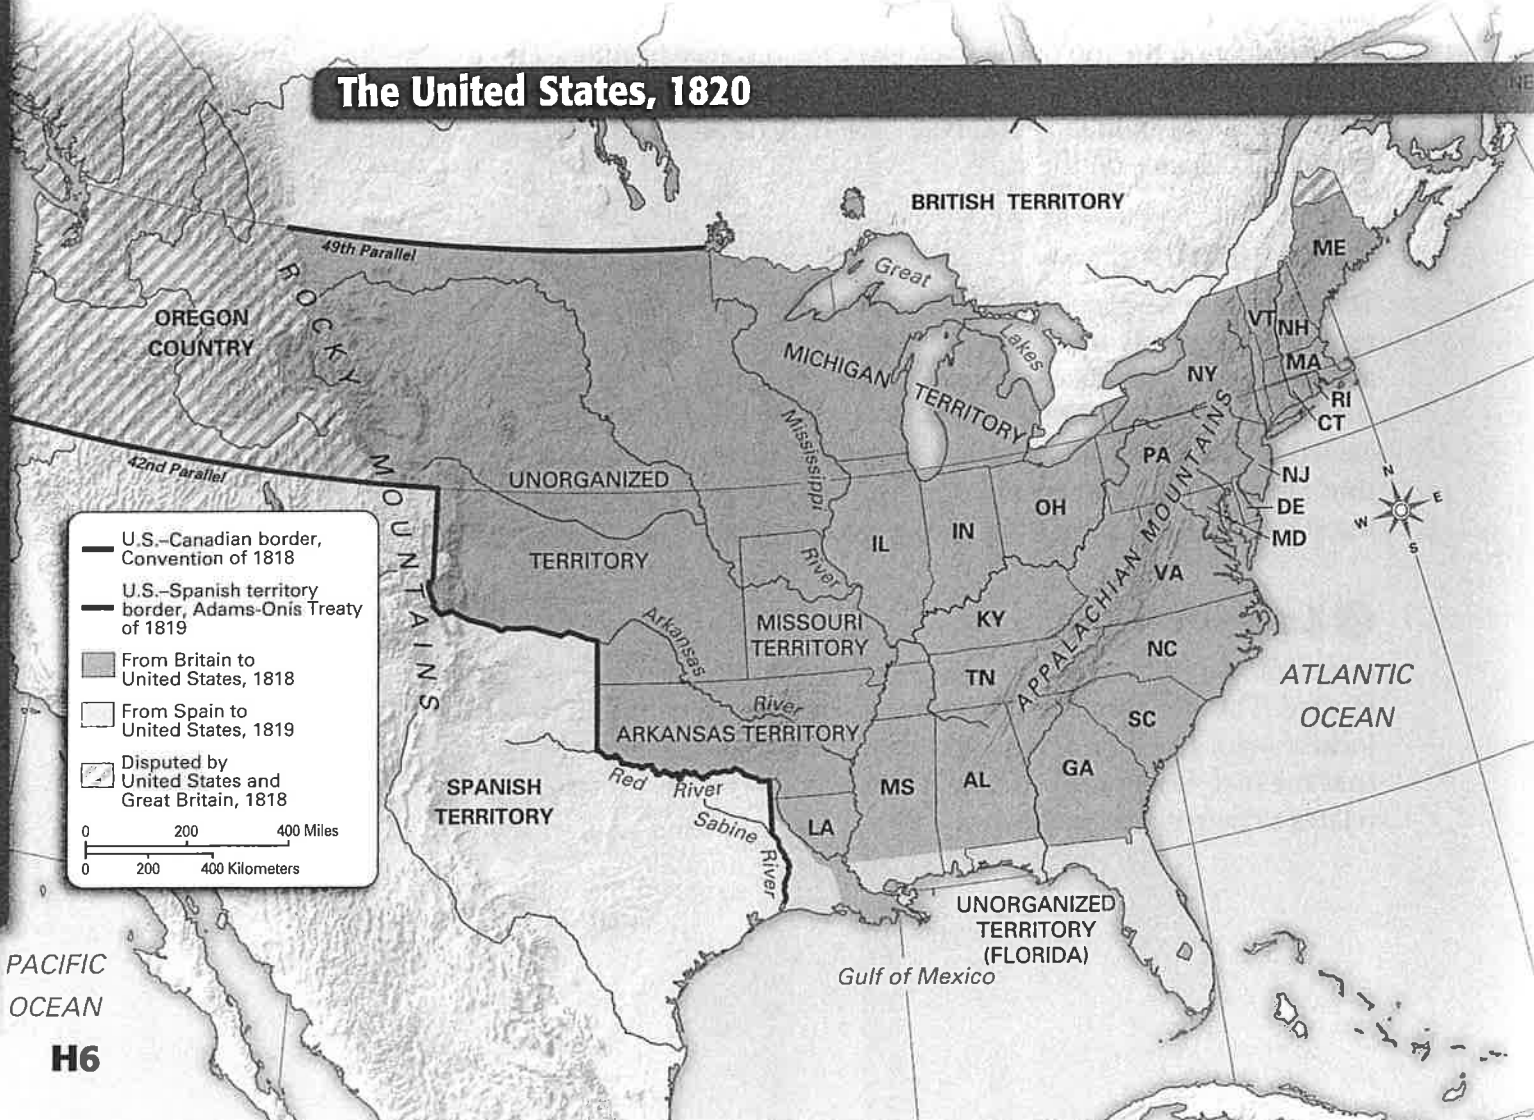 The United States, 1820
NE
BRITISH TERRITORY
49th Parallel
ROCKY
MOUNTAINS
OREGON
COUNTRY
42nd Parallel
Great
Lakes
MICHIGAN
TERRITORY
Mississippi
River
UNORGANIZED
TERRITORY
MISSOURI
TERRITORY
Arkansas
River
ARKANSAS TERRITORY
Red River
Sabine
River
SPANISH
TERRITORY
ME
VT
NH
MA
RI
CT
NY
PA
NJ
DE
MD
OH
IN
IL
VA
KY
NC
TN
SC
GA
AL
MS
LA
APPALACHIAN MOUNTAINS
N
E
S
W
ATLANTIC
OCEAN
UNORGANIZED
TERRITORY
(FLORIDA)
Gulf of Mexico
PACIFIC
OCEAN
U.S.–Canadian border,
Convention of 1818
U.S.–Spanish territory
border, Adams-Onís Treaty
of 1819
From Britain to
United States, 1818
From Spain to
United States, 1819
Disputed by
United States and
Great Britain, 1818
0 200 400 Miles
0 200 400 Kilometers
H6